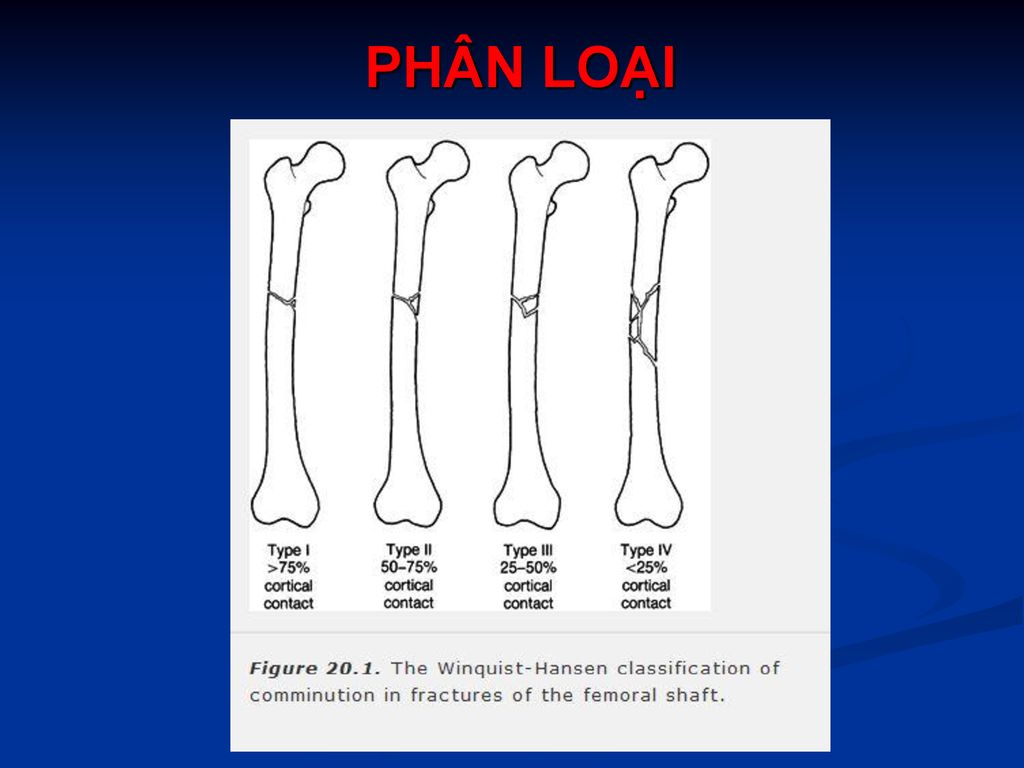 PHÂN LOẠI
Type I
>75%
cortical
contact
Type II
50–75%
cortical
contact
Type III
25–50%
cortical
contact
Type IV
<25%
cortical
contact
Figure 20.1. The Winquist-Hansen classification of
comminution in fractures of the femoral shaft.